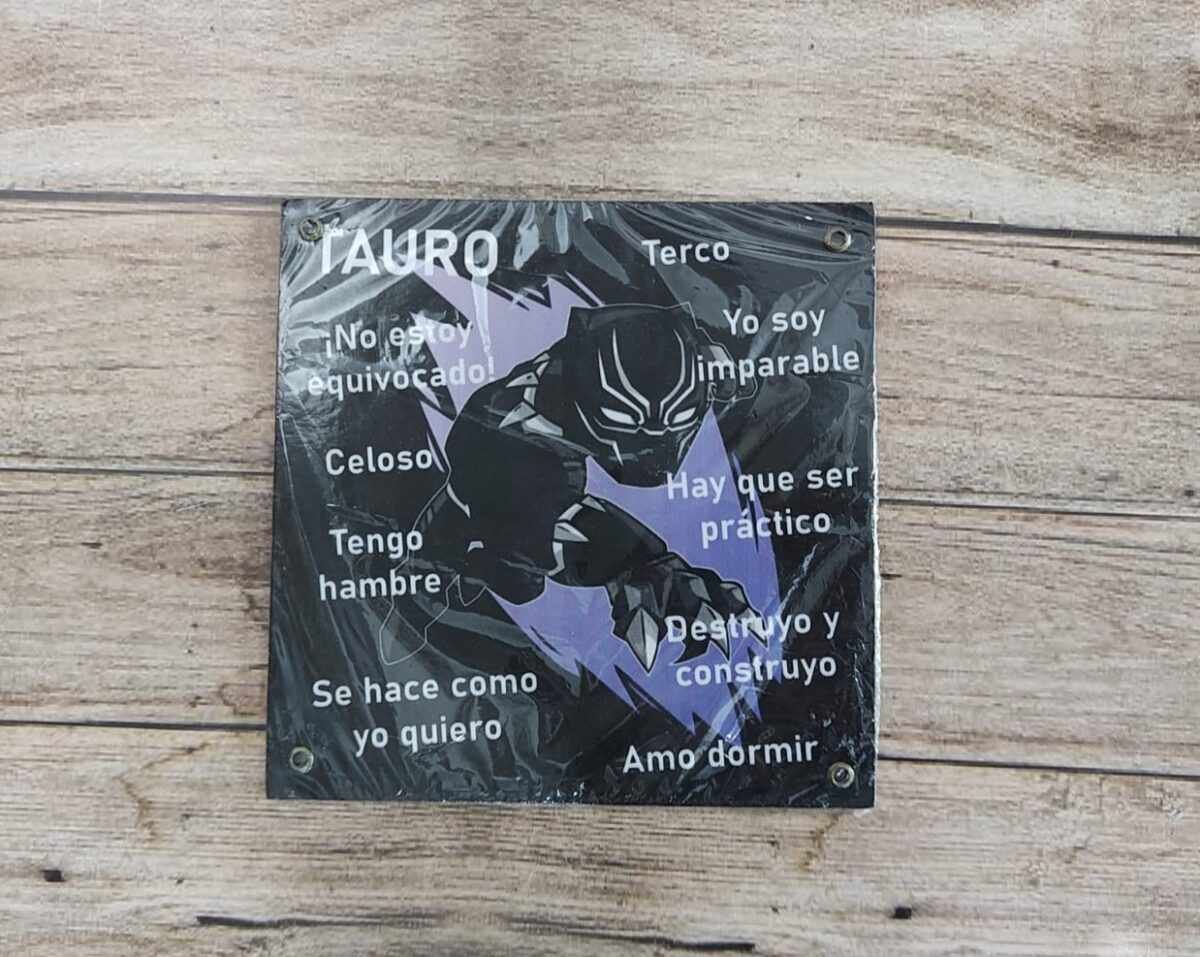 TAURO
¡No estoy
equivocado!
Celoso
Tengo
hambre
Se hace como
yo quiero
Terco
Yo soy
imparable
Hay que ser
práctico
Destruyo y
construyo
Amo dormir